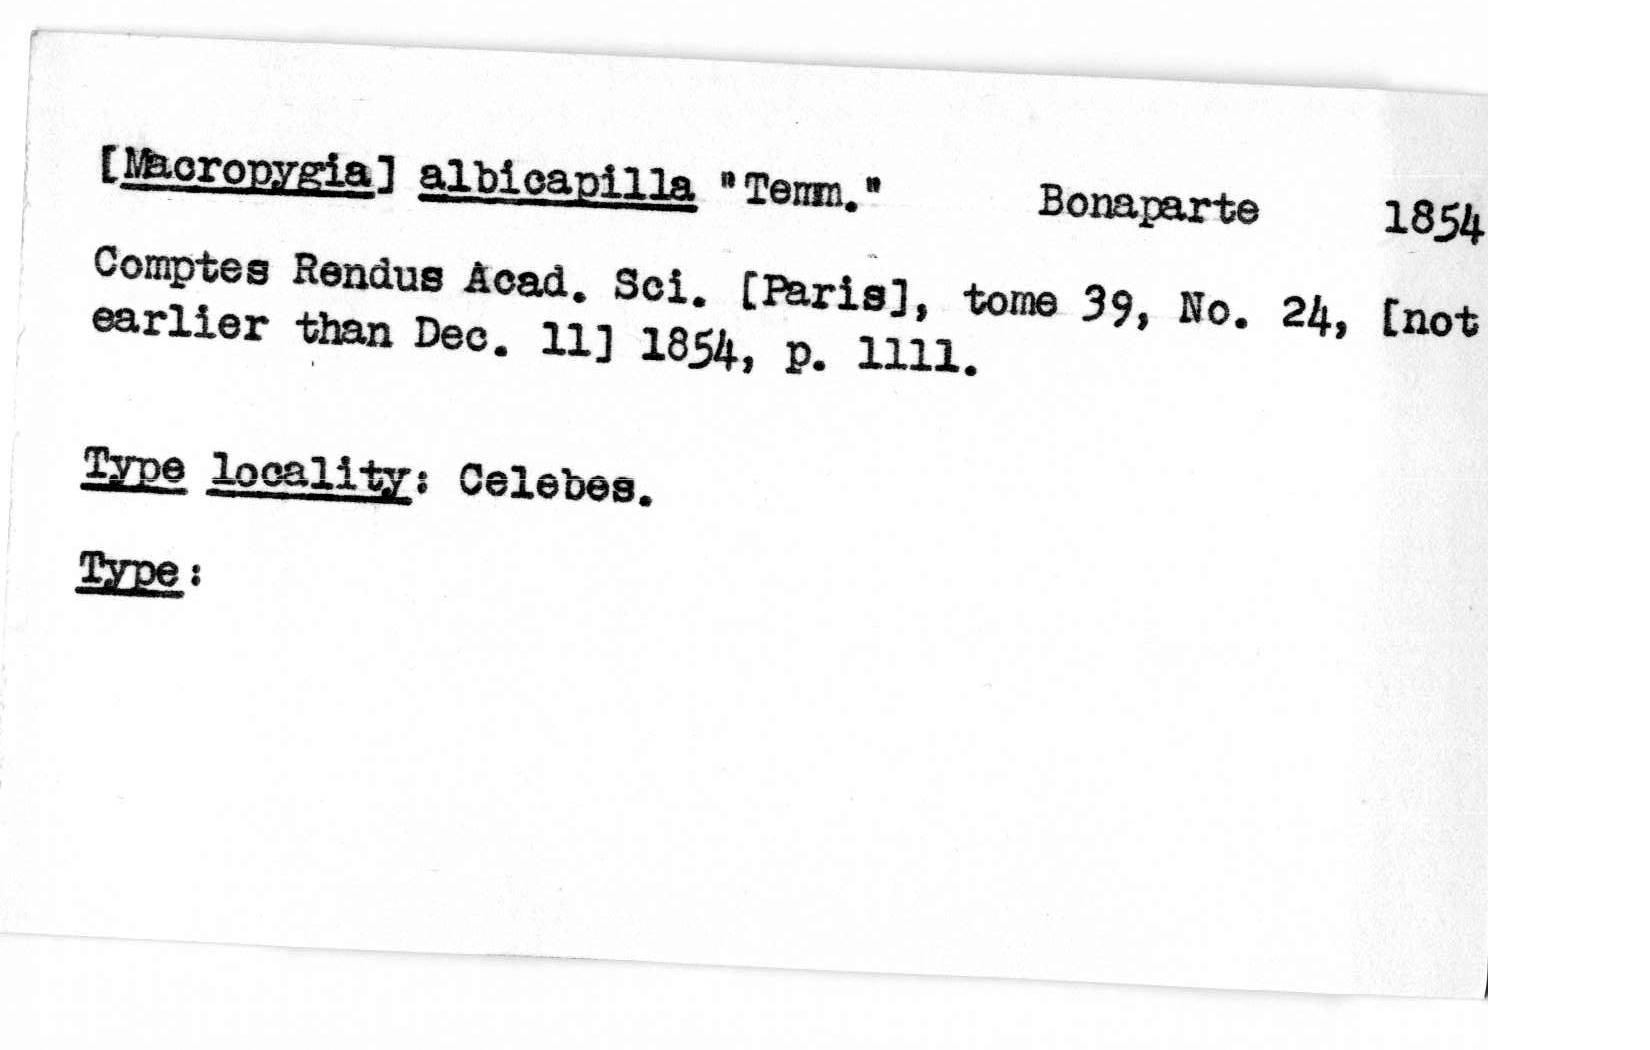 [Macropygia] albicapilla "Temm." Bonaparte 1854
Comptes Rendus Acad. Sci. [Paris], tome 39, No. 24, [not
earlier than Dec. 11] 1854, p. 1111.
Type locality: Celebes.
Type: